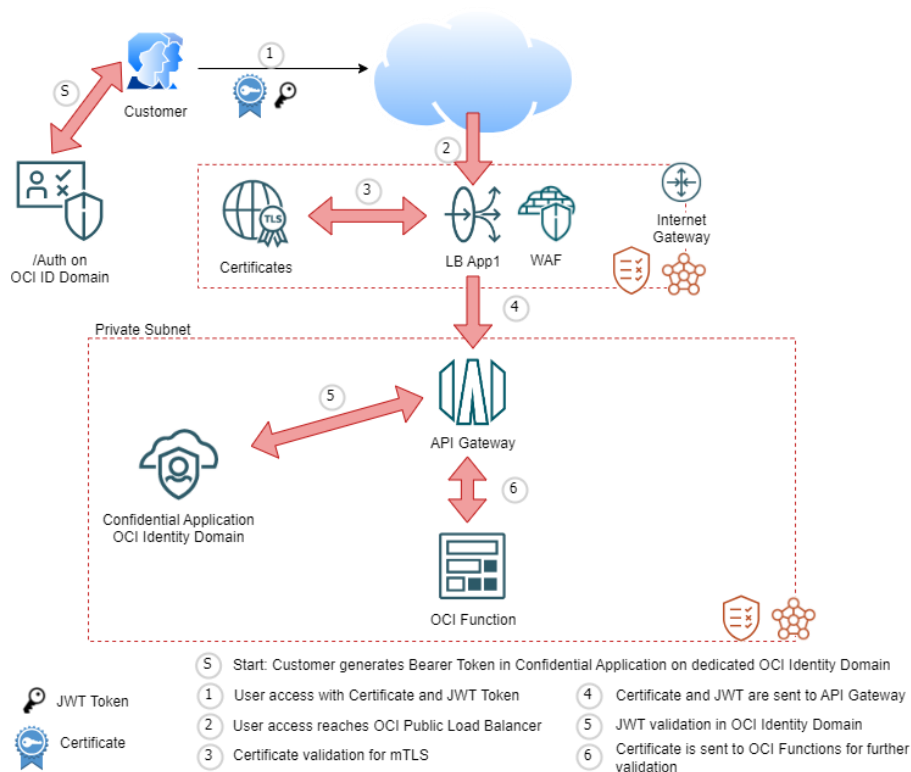 1
S
Customer
2
/Auth on
OCI ID Domain
3
TLS
Certificates
LB App1
WAF
Internet
Gateway
4
Private Subnet
5
API Gateway
6
Confidential Application
OCI Identity Domain
OCI Function
S Start: Customer generates Bearer Token in Confidential Application on dedicated OCI Identity Domain
JWT Token
Certificate
1 User access with Certificate and JWT Token
2 User access reaches OCI Public Load Balancer
3 Certificate validation for mTLS
4 Certificate and JWT are sent to API Gateway
5 JWT validation in OCI Identity Domain
6 Certificate is sent to OCI Functions for further
validation